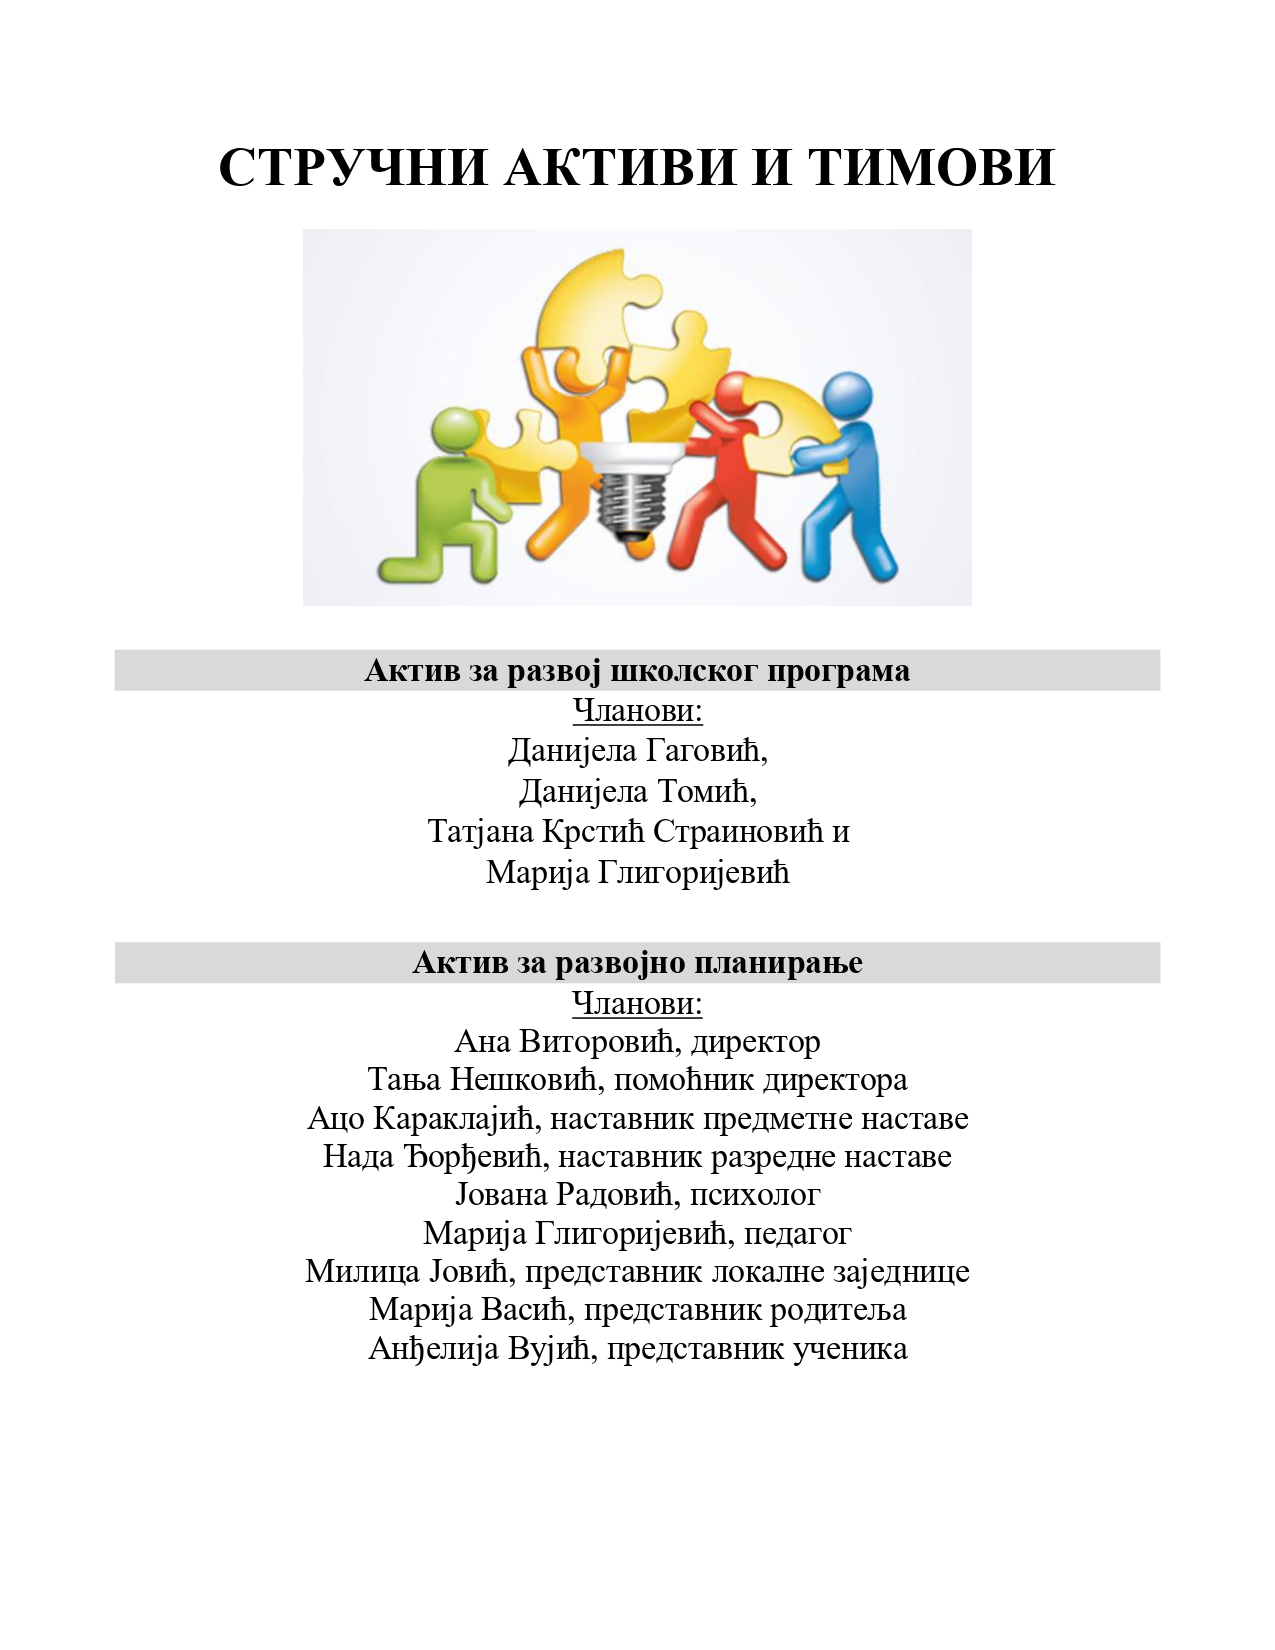 СТРУЧНИ АКТИВИ И ТИМОВИ
Актив за развој школског програма
Чланови:
Данијела Гаговић,
Данијела Томић,
Татјана Крстић Страиновић и
Марија Глигоријевић
Актив за развојно планирање
Чланови:
Ана Виторовић, директор
Тања Нешковић, помоћник директора
Ацо Караклајић, наставник предметне наставе
Нада Ђорђевић, наставник разредне наставе
Јована Радовић, психолог
Марија Глигоријевић, педагог
Милица Јовић, представник локалне заједнице
Марија Васић, представник родитеља
Анђелија Вујић, представник ученика